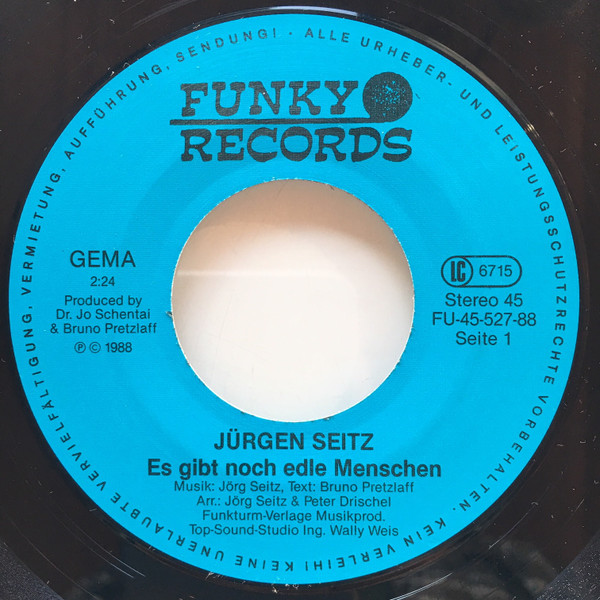 FUNKY
RECORDS
GEMA
2:24
Produced by
Dr. Jo Schentai
& Bruno Pretzlaff
Ⓟ © 1988
LC 6715
Stereo 45
FU-45-527-88
Seite 1
JÜRGEN SEITZ
Es gibt noch edle Menschen
Musik: Jörg Seitz, Text: Bruno Pretzlaff
Arr.: Jörg Seitz & Peter Drischel
Funkturm-Verlage Musikprod.
Top-Sound-Studio Ing. Wally Weis
ALLE URHEBER- UND LEISTUNGSSCHUTZRECHTE VORBEHALTEN. KEIN VERLEIH! KEINE UNERLAUBTE VERVIELFÄLTIGUNG, VERMIETUNG, AUFFÜHRUNG, SENDUNG! ·